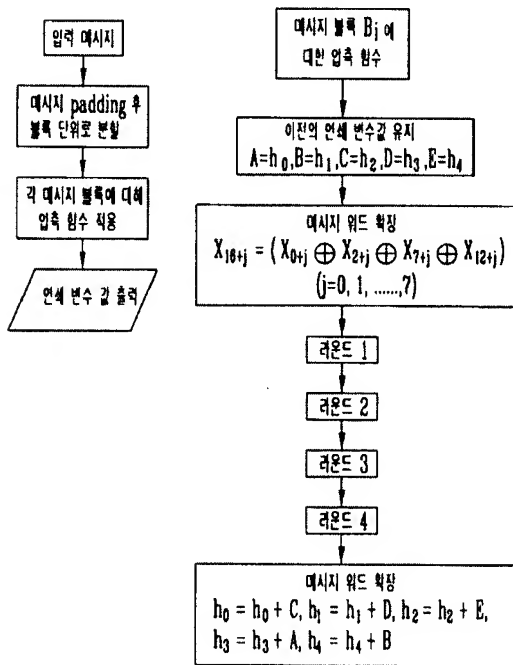 입력 메시지
메시지 padding 후
블록 단위로 분할
각 메시지 블록에 대해
압축 함수 적용
연쇄 변수 값 출력
메시지 블록 Bj 에
대한 압축 함수
이전의 연쇄 변수값 유지
A=h₀,B=h₁,C=h₂,D=h₃,E=h₄
메시지 워드 확장
X₁₆₊ⱼ = (X₀₊ⱼ ⊕ X₂₊ⱼ ⊕ X₇₊ⱼ ⊕ X₁₂₊ⱼ)
(j=0, 1, ......,7)
라운드 1
라운드 2
라운드 3
라운드 4
메시지 워드 확장
h₀ = h₀ + C, h₁ = h₁ + D, h₂ = h₂ + E,
h₃ = h₃ + A, h₄ = h₄ + B